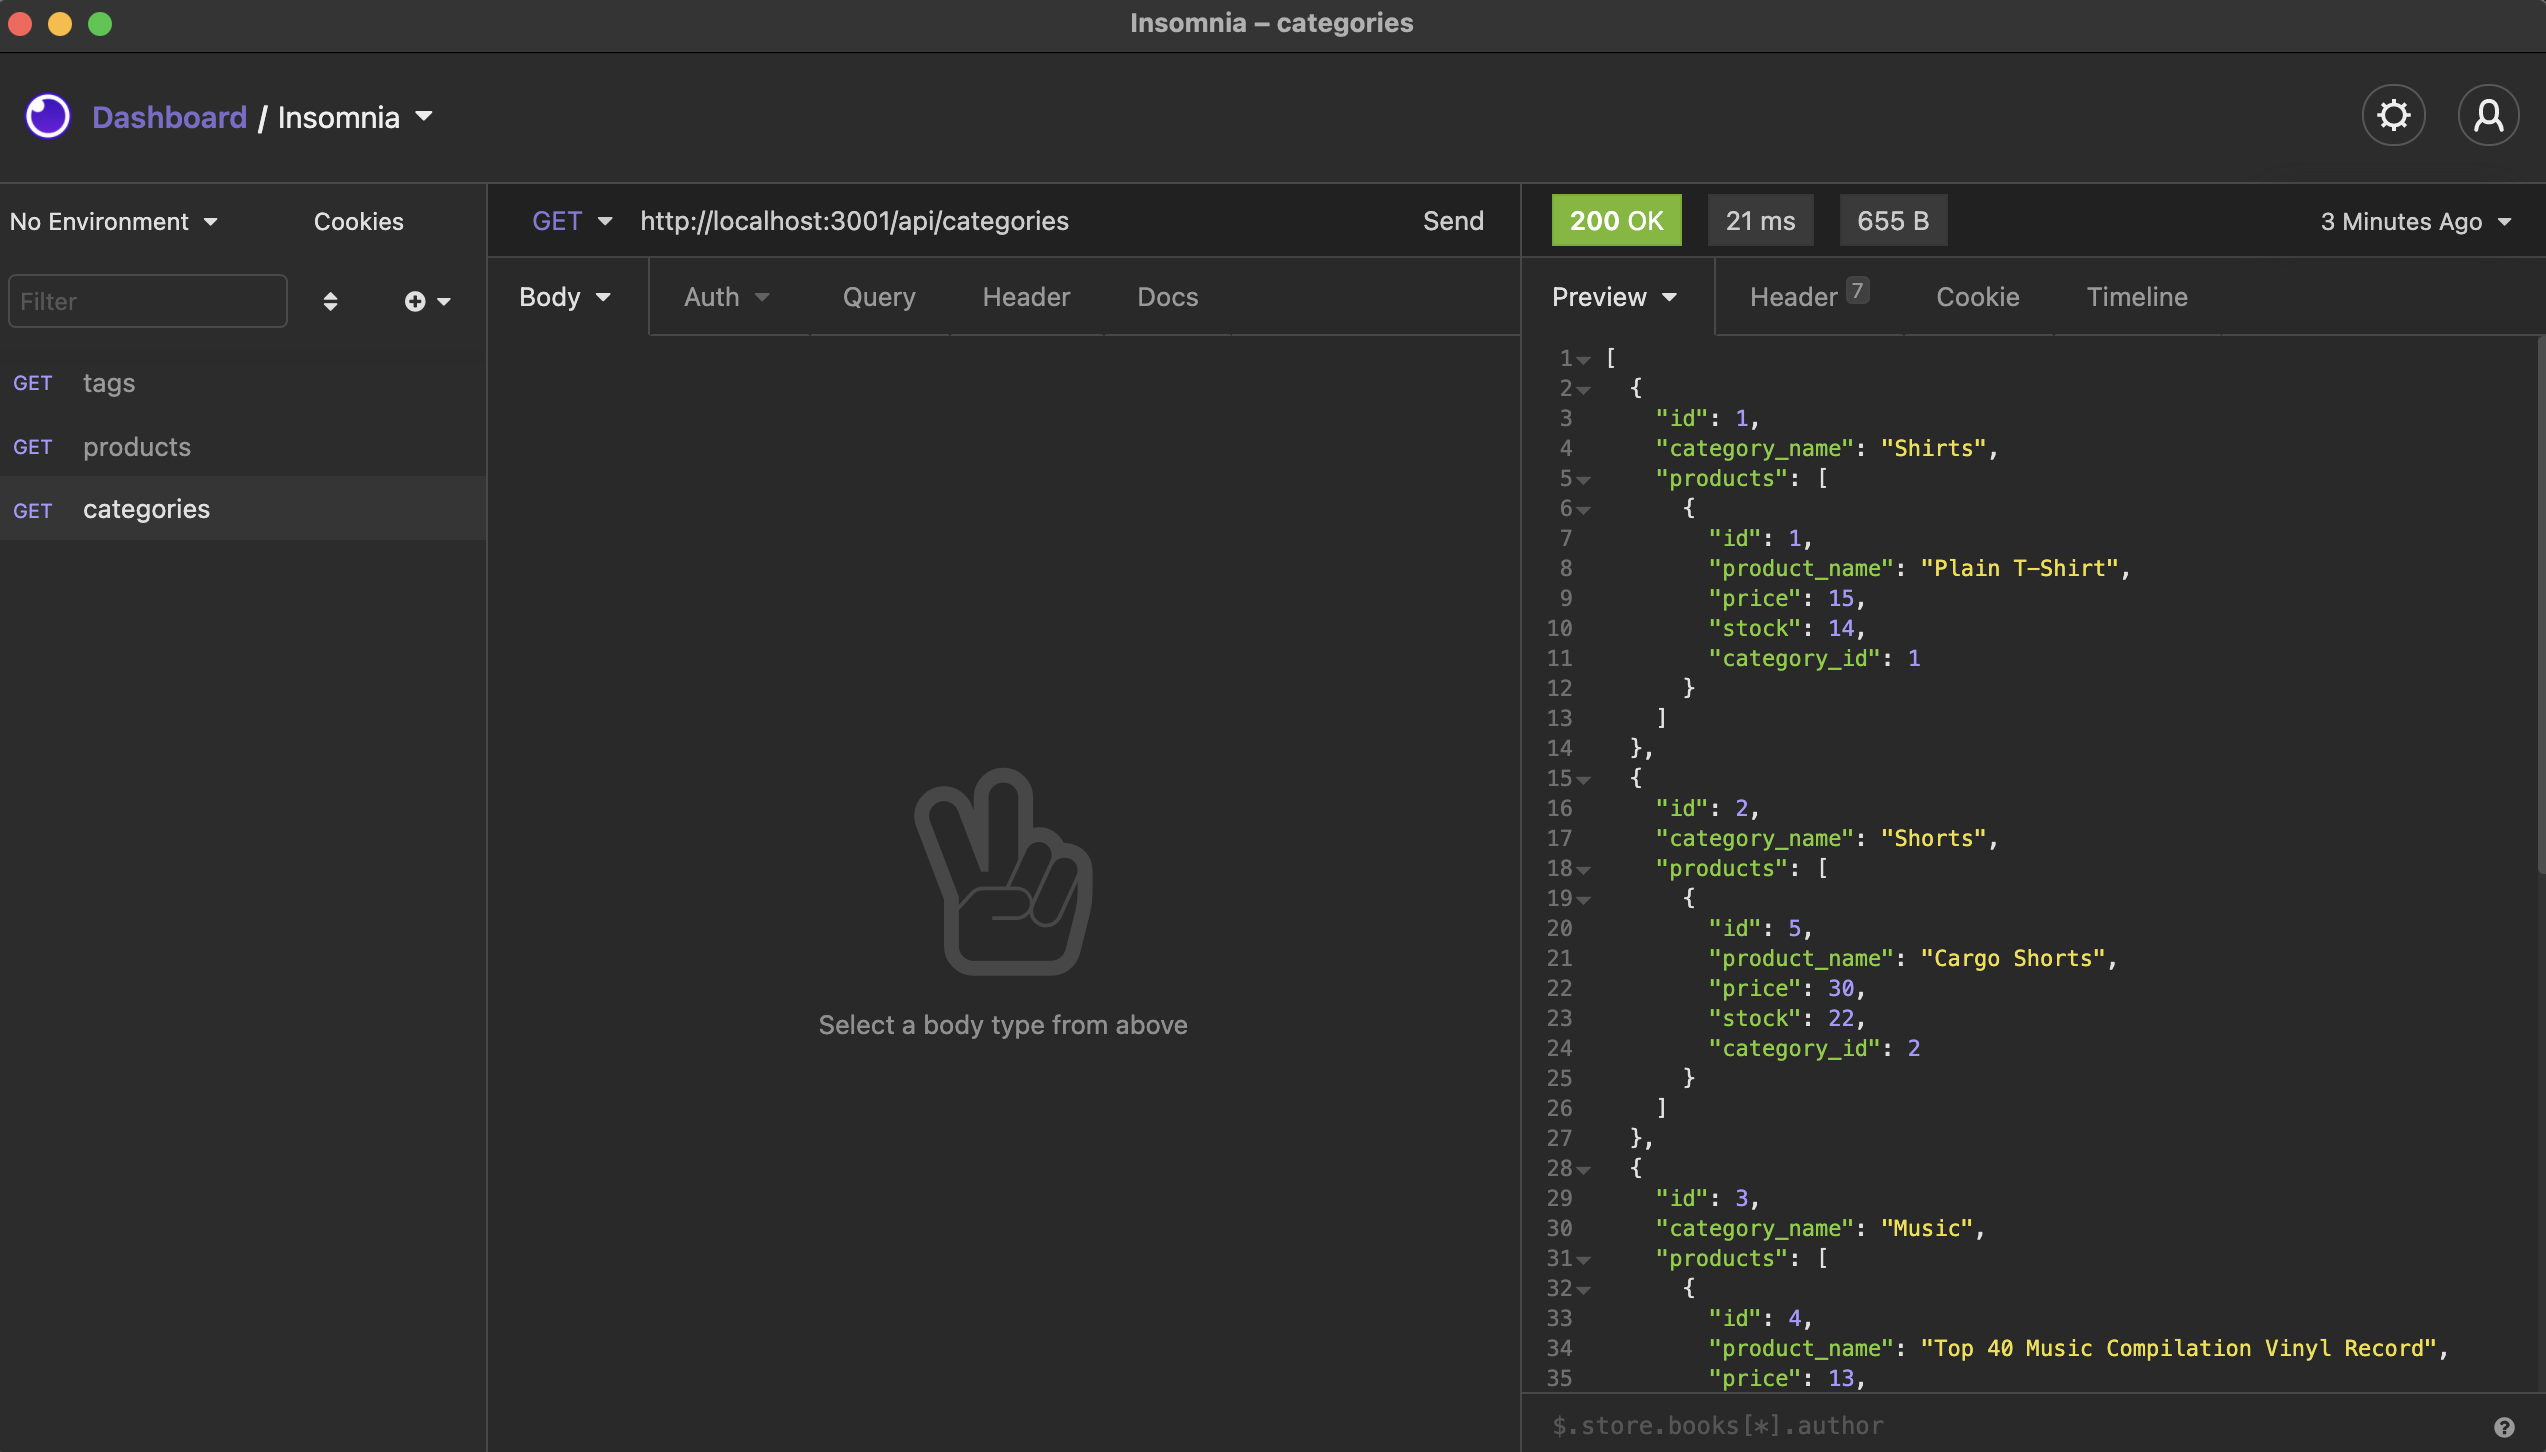 Insomnia – categories
Dashboard / Insomnia
No Environment
Cookies
Filter
GET tags
GET products
GET categories
GET http://localhost:3001/api/categories Send
Body Auth Query Header Docs
Select a body type from above
200 OK 21 ms 655 B 3 Minutes Ago
Preview Header 7 Cookie Timeline
1 [
2 {
3 "id": 1,
4 "category_name": "Shirts",
5 "products": [
6 {
7 "id": 1,
8 "product_name": "Plain T-Shirt",
9 "price": 15,
10 "stock": 14,
11 "category_id": 1
12 }
13 ]
14 },
15 {
16 "id": 2,
17 "category_name": "Shorts",
18 "products": [
19 {
20 "id": 5,
21 "product_name": "Cargo Shorts",
22 "price": 30,
23 "stock": 22,
24 "category_id": 2
25 }
26 ]
27 },
28 {
29 "id": 3,
30 "category_name": "Music",
31 "products": [
32 {
33 "id": 4,
34 "product_name": "Top 40 Music Compilation Vinyl Record",
35 "price": 13,
$.store.books[*].author